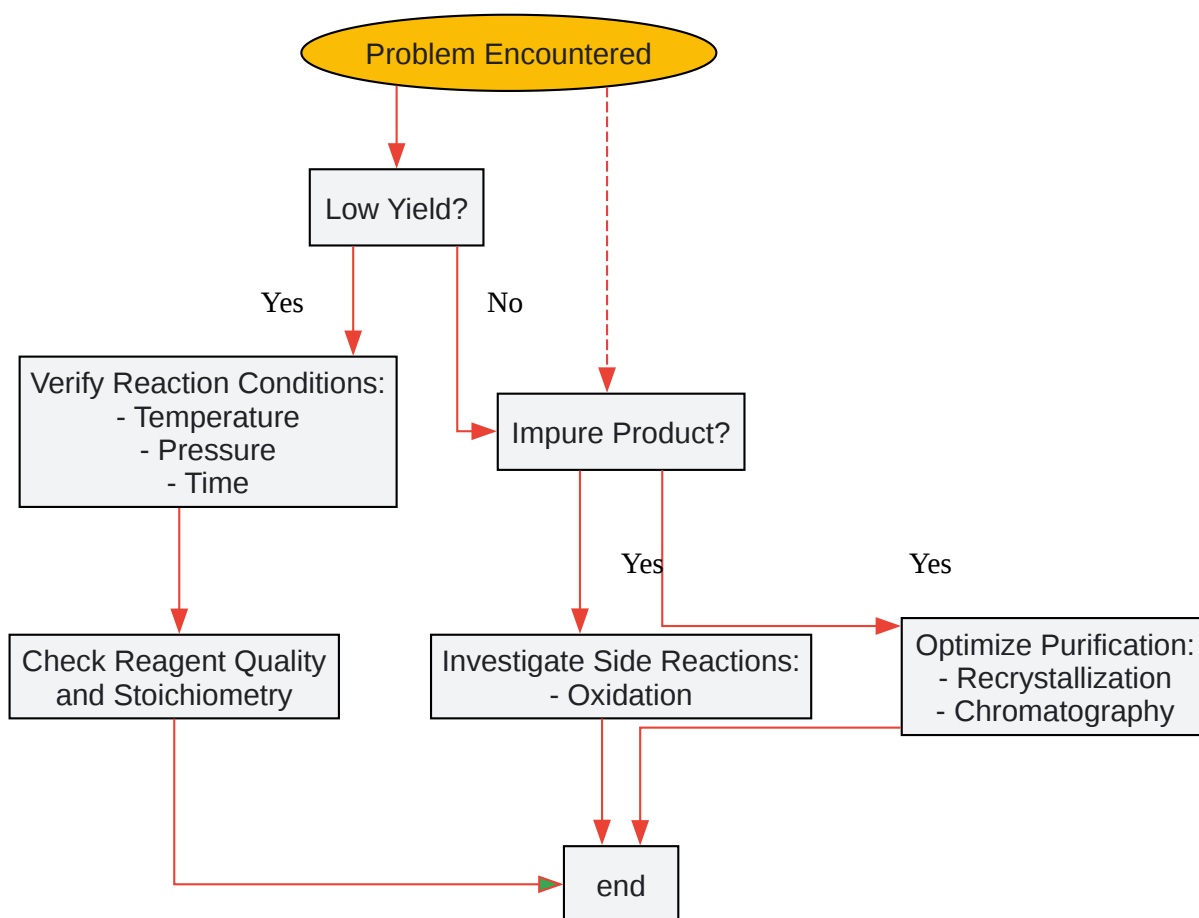 Problem Encountered
Low Yield?
Yes
No
Verify Reaction Conditions:
- Temperature
- Pressure
- Time
Impure Product?
Yes
Yes
Check Reagent Quality
and Stoichiometry
Investigate Side Reactions:
- Oxidation
Optimize Purification:
- Recrystallization
- Chromatography
end